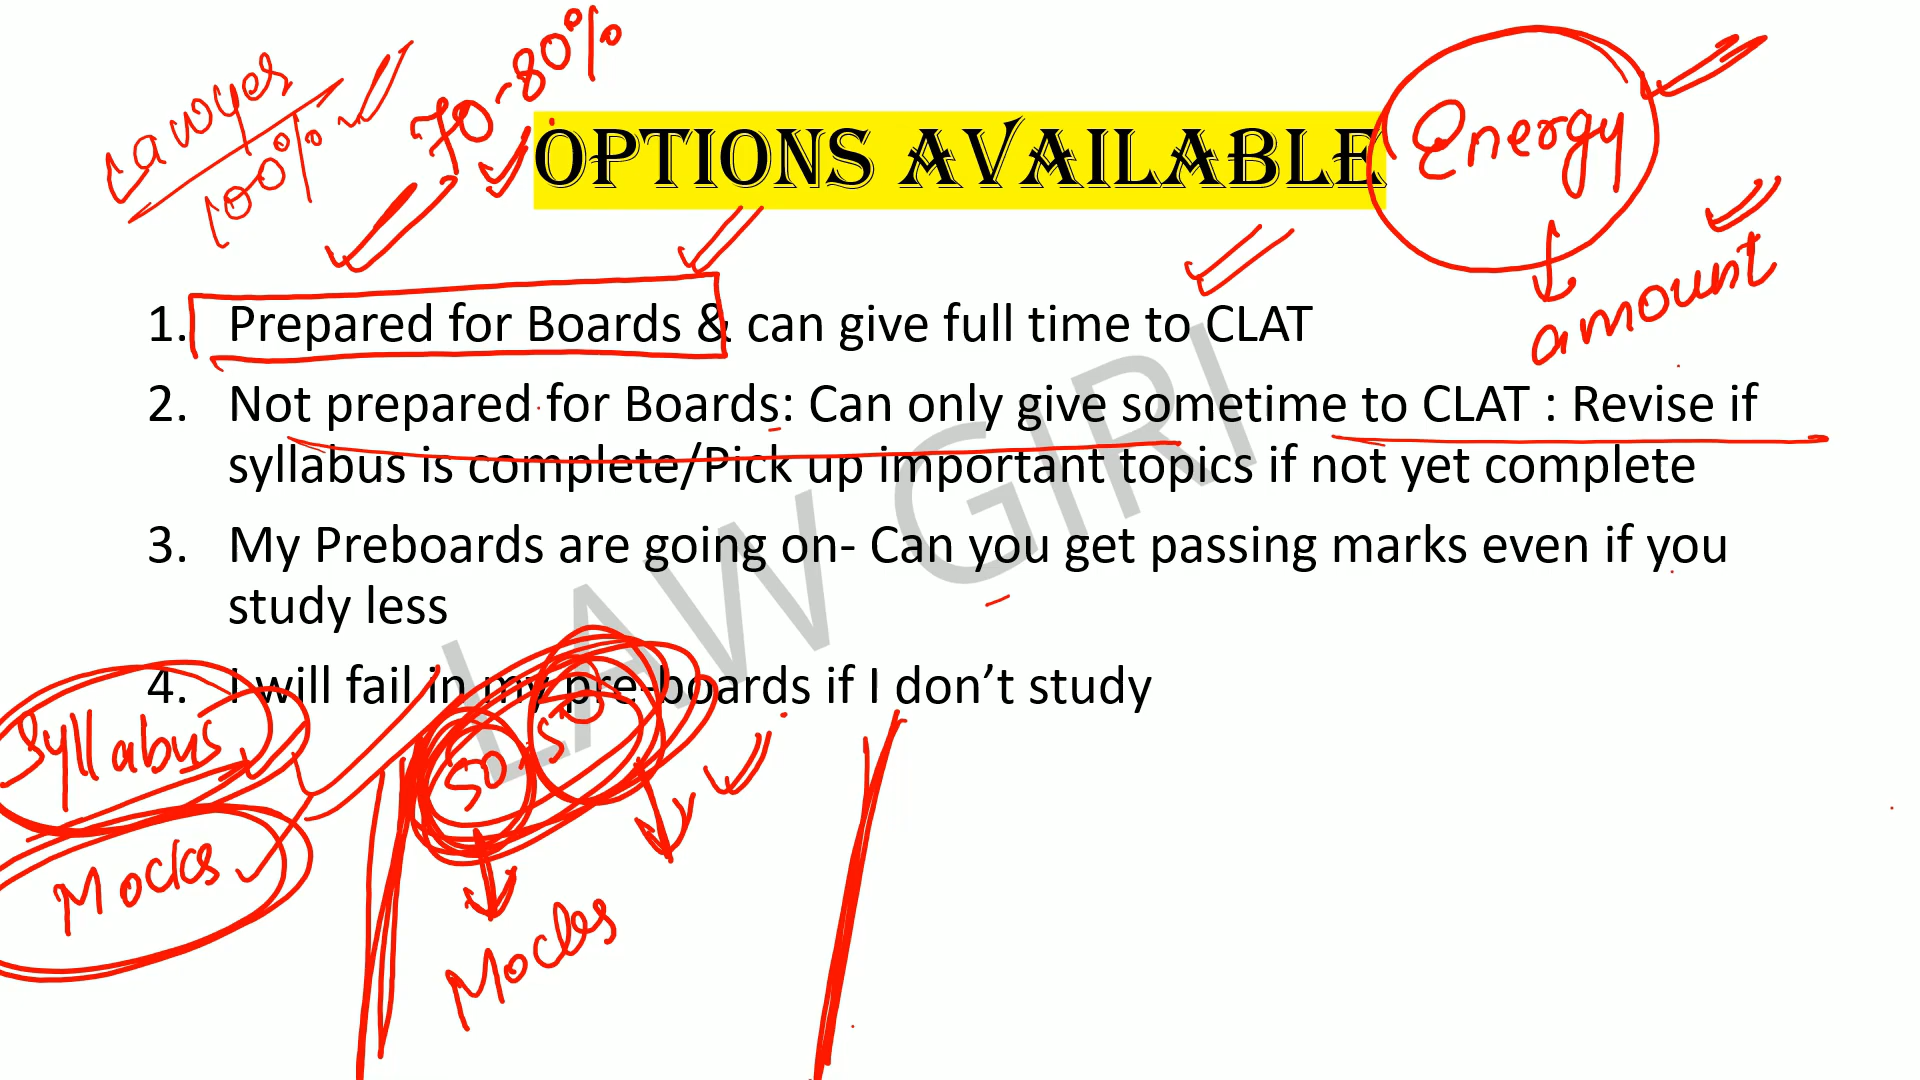 Lawyer
100%
70-80%
OPTIONS AVAILABLE
Energy
amount
1. Prepared for Boards & can give full time to CLAT
2. Not prepared for Boards: Can only give sometime to CLAT : Revise if
syllabus is complete/Pick up important topics if not yet complete
3. My Preboards are going on- Can you get passing marks even if you
study less
4. I will fail in my pre-boards if I don't study
LAW GIRI
Syllabus
50
50
Mocks
Mocks